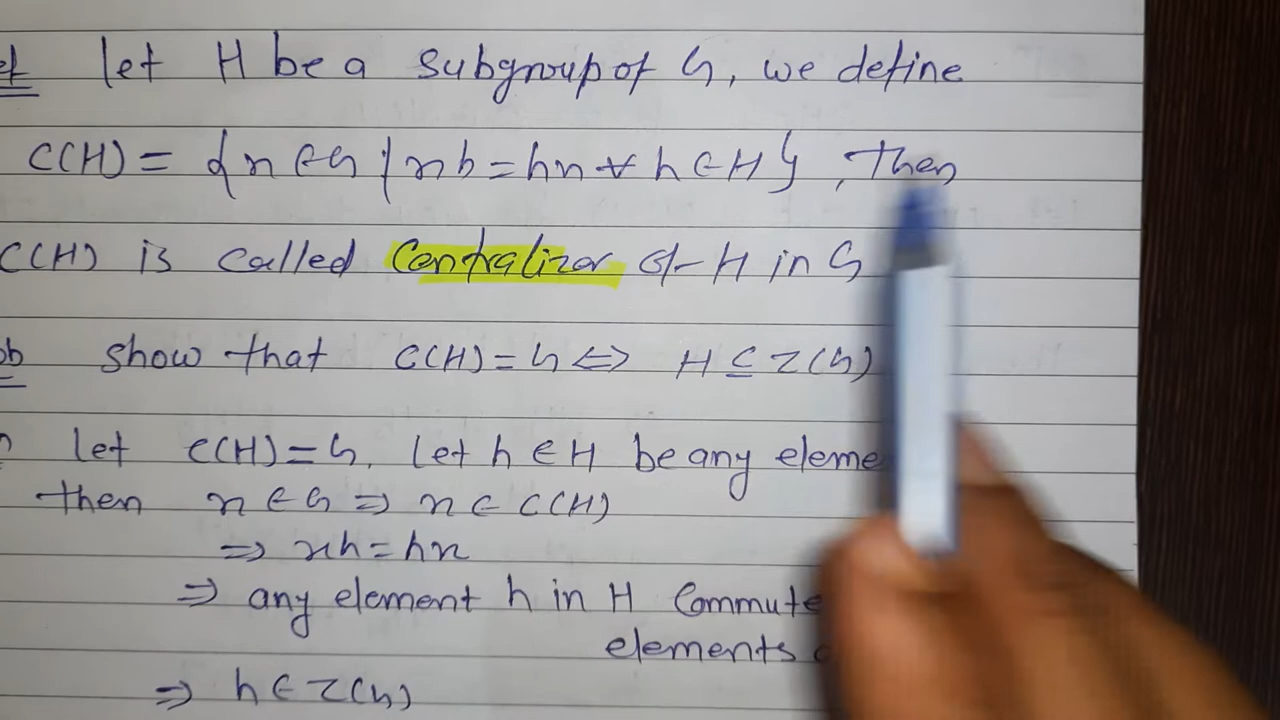 let H be a subgroup of G, we define
C(H) = {x ∈ G | xh = hx ∀ h ∈ H}, Then
C(H) is called Centralizer of H in G
show that C(H) = G ⇔ H ⊆ Z(G)
let C(H) = G. Let h ∈ H be any
then x ∈ G ⇒ x ∈ C(H)
⇒ xh = hx
⇒ any element h in H Commute
elements
⇒ h ∈ Z(G)